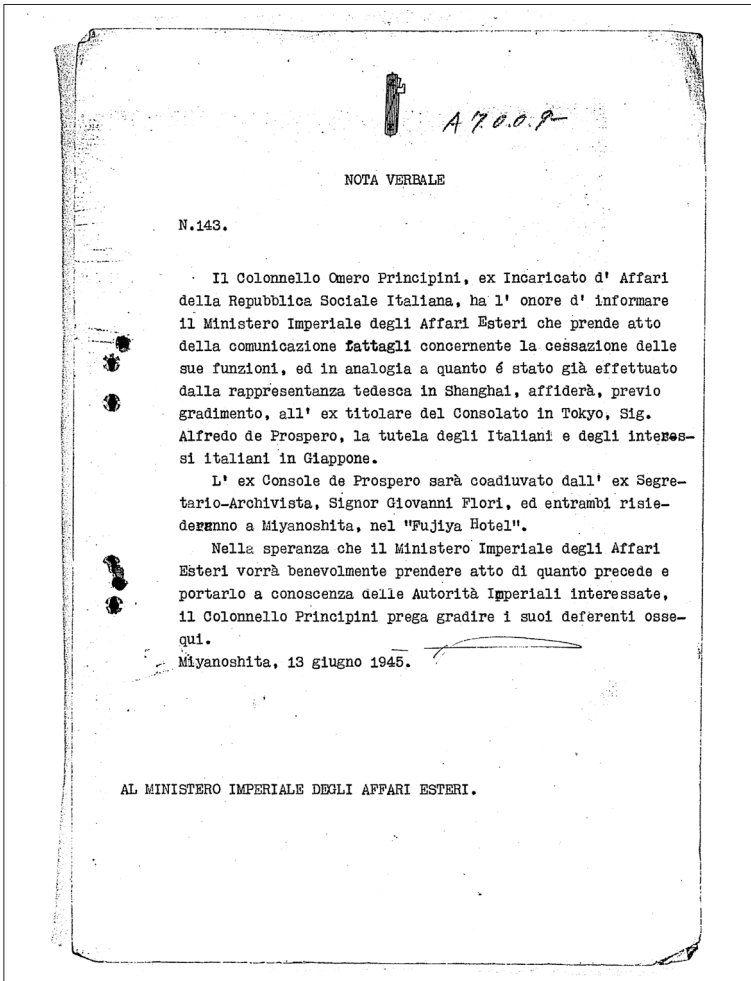 A 7.0.0.9-
NOTA VERBALE
N.143.
Il Colonnello Omero Principini, ex Incaricato d' Affari
della Repubblica Sociale Italiana, ha l' onore d' informare
il Ministero Imperiale degli Affari Esteri che prende atto
della comunicazione fattagli concernente la cessazione delle
sue funzioni, ed in analogia a quanto é stato già effettuato
dalla rappresentanza tedesca in Shanghai, affiderà, previo
gradimento, all' ex titolare del Consolato in Tokyo, Sig.
Alfredo de Prospero, la tutela degli Italiani e degli interes-
si italiani in Giappone.
L' ex Console de Prospero sarà coadiuvato dall' ex Segre-
tario-Archivista, Signor Giovanni Flori, ed entrambi risie-
deranno a Miyanoshita, nel "Fujiya Hotel".
Nella speranza che il Ministero Imperiale degli Affari
Esteri vorrà benevolmente prendere atto di quanto precede e
portarlo a conoscenza delle Autorità Imperiali interessate,
il Colonnello Principini prega gradire i suoi deferenti osse-
qui.
Miyanoshita, 13 giugno 1945.
AL MINISTERO IMPERIALE DEGLI AFFARI ESTERI.